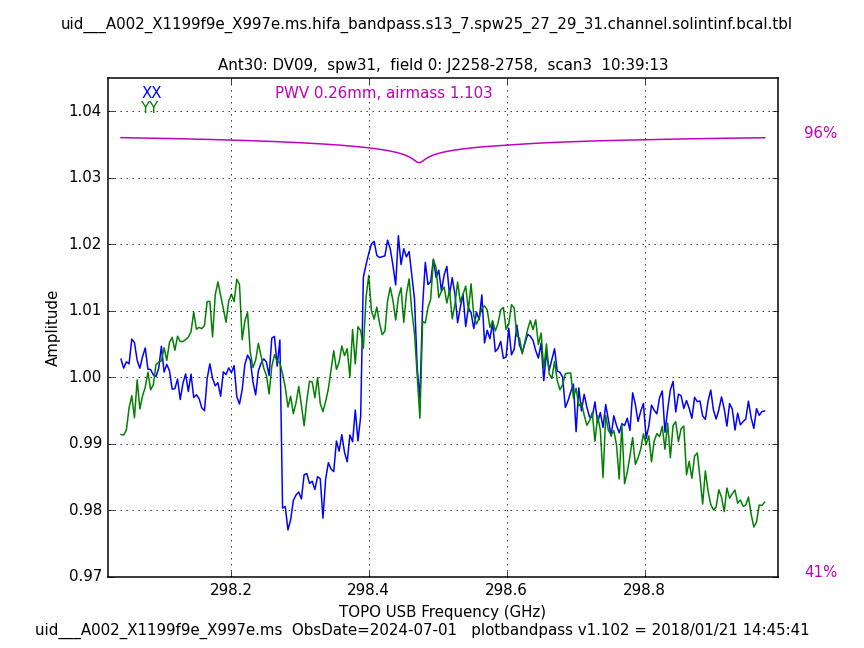 uid___A002_X1199f9e_X997e.ms.hifa_bandpass.s13_7.spw25_27_29_31.channel.solintinf.bcal.tbl
Ant30: DV09,  spw31,  field 0: J2258-2758,  scan3  10:39:13
XX
YY
PWV 0.26mm, airmass 1.103
96%
41%
Amplitude
1.04
1.03
1.02
1.01
1.00
0.99
0.98
0.97
298.2 298.4 298.6 298.8
TOPO USB Frequency (GHz)
uid___A002_X1199f9e_X997e.ms  ObsDate=2024-07-01   plotbandpass v1.102 = 2018/01/21 14:45:41